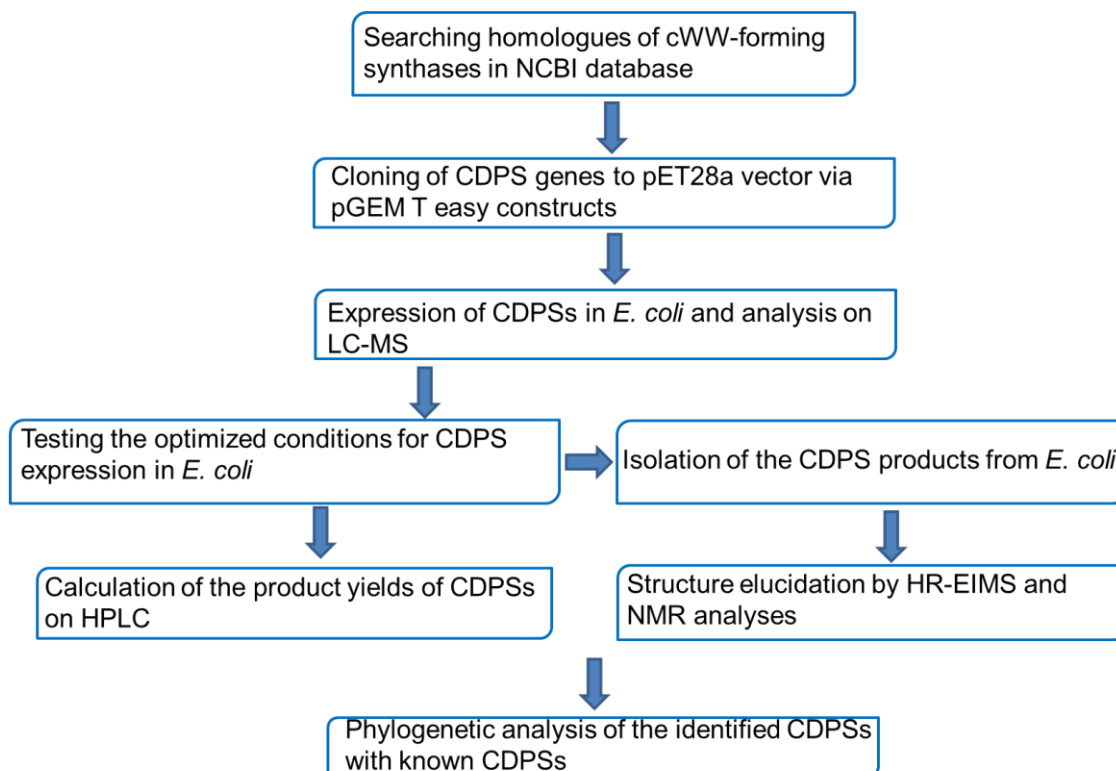 Searching homologues of cWW-forming
synthases in NCBI database
Cloning of CDPS genes to pET28a vector via
pGEM T easy constructs
Expression of CDPSs in E. coli and analysis on
LC-MS
Testing the optimized conditions for CDPS
expression in E. coli
Isolation of the CDPS products from E. coli
Calculation of the product yields of CDPSs
on HPLC
Structure elucidation by HR-EIMS and
NMR analyses
Phylogenetic analysis of the identified CDPSs
with known CDPSs